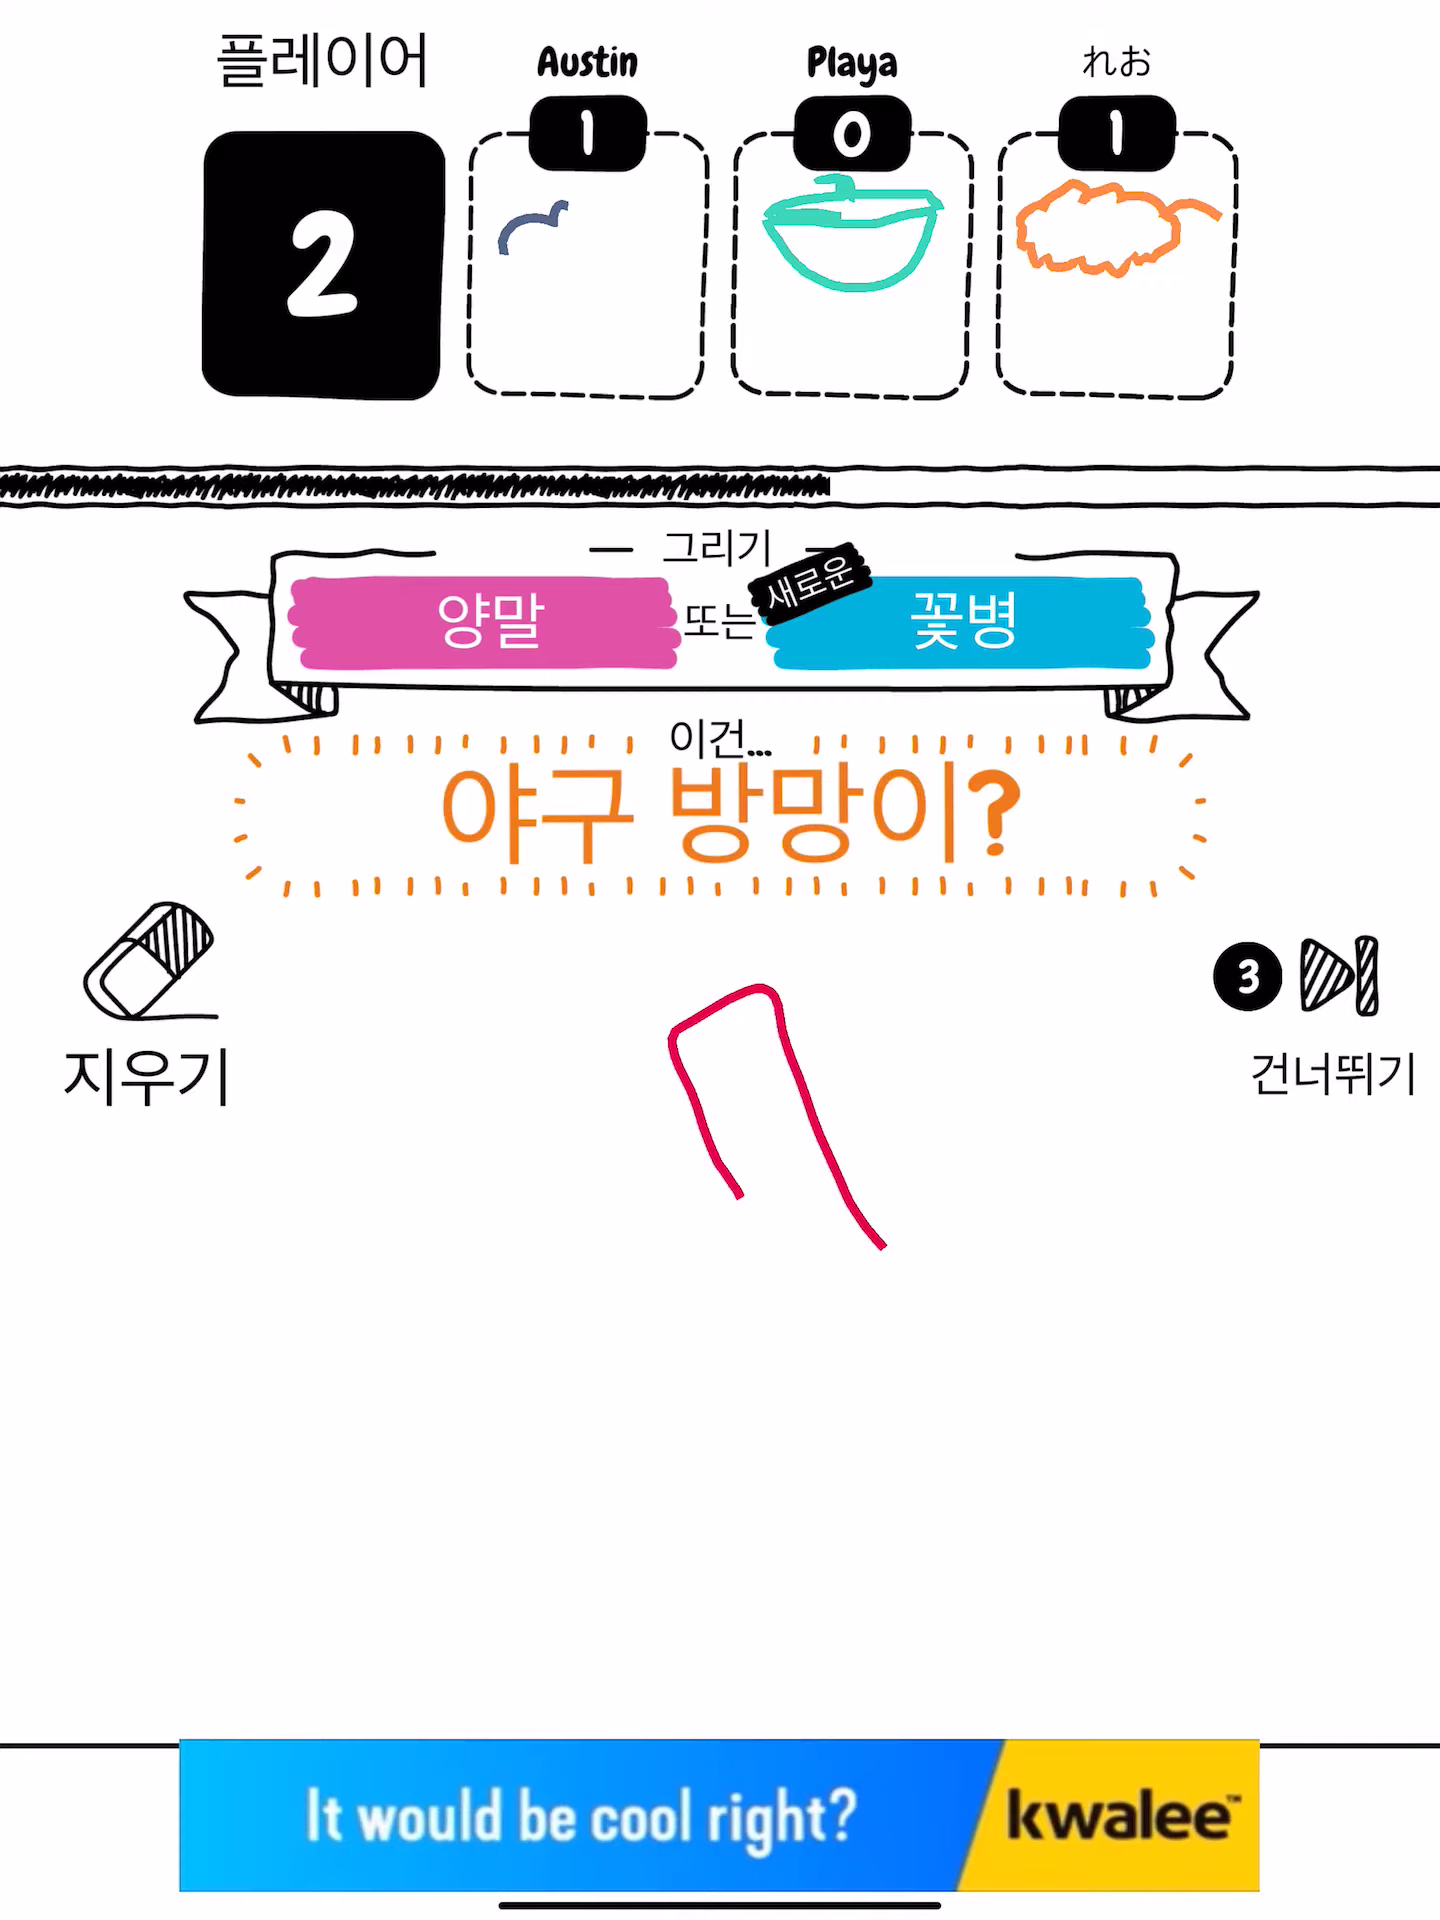 플레이어 Austin Playa れお
2 1 0 1
그리기
양말 또는 새로운 꽃병
이건...
야구 방망이?
3
지우기 건너뛰기
It would be cool right? kwalee™